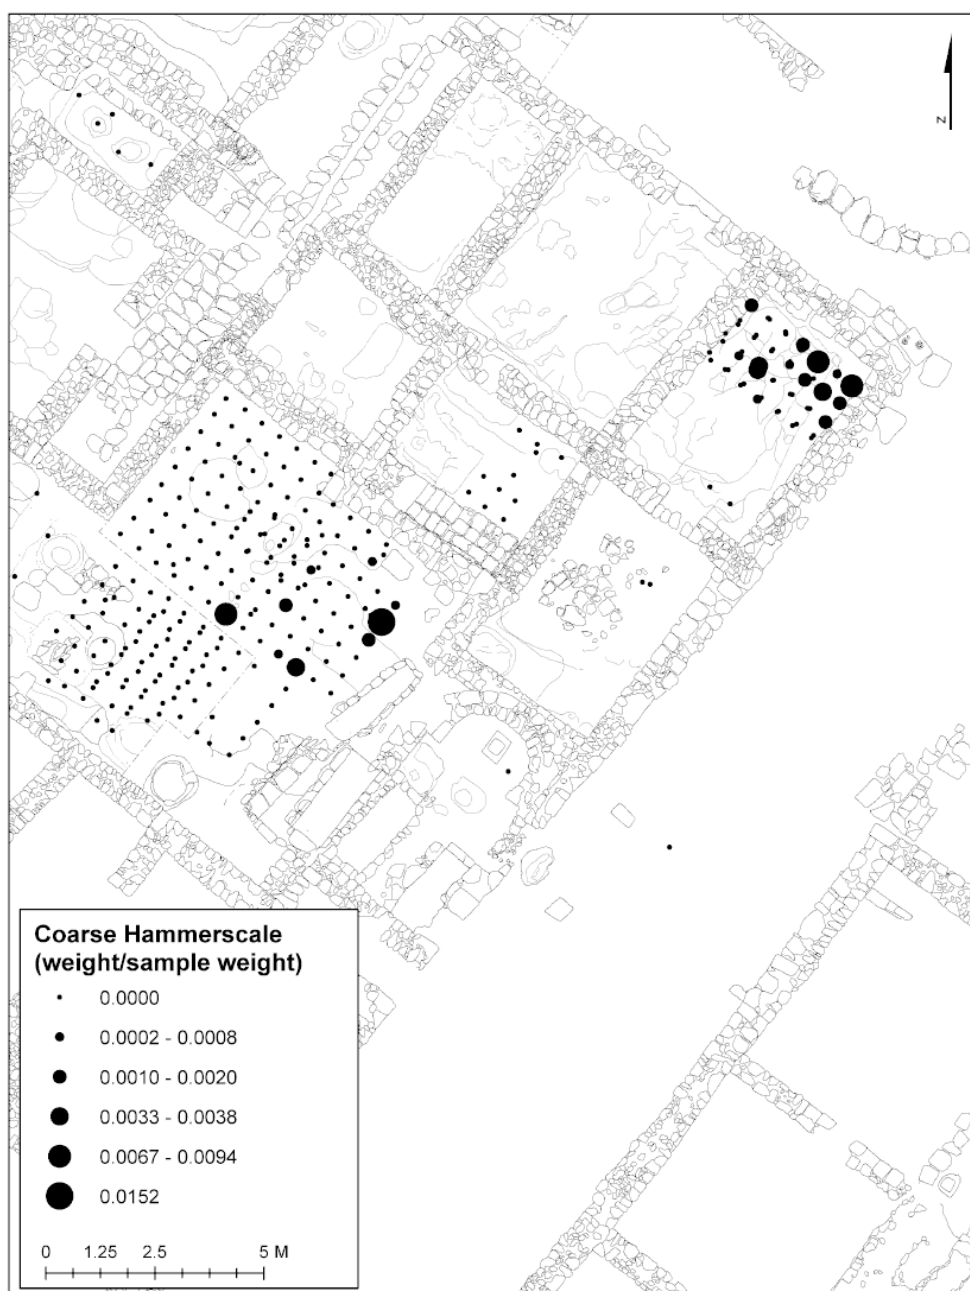 N
Coarse Hammerscale
(weight/sample weight)
0.0000
0.0002 - 0.0008
0.0010 - 0.0020
0.0033 - 0.0038
0.0067 - 0.0094
0.0152
0 1.25 2.5 5 M